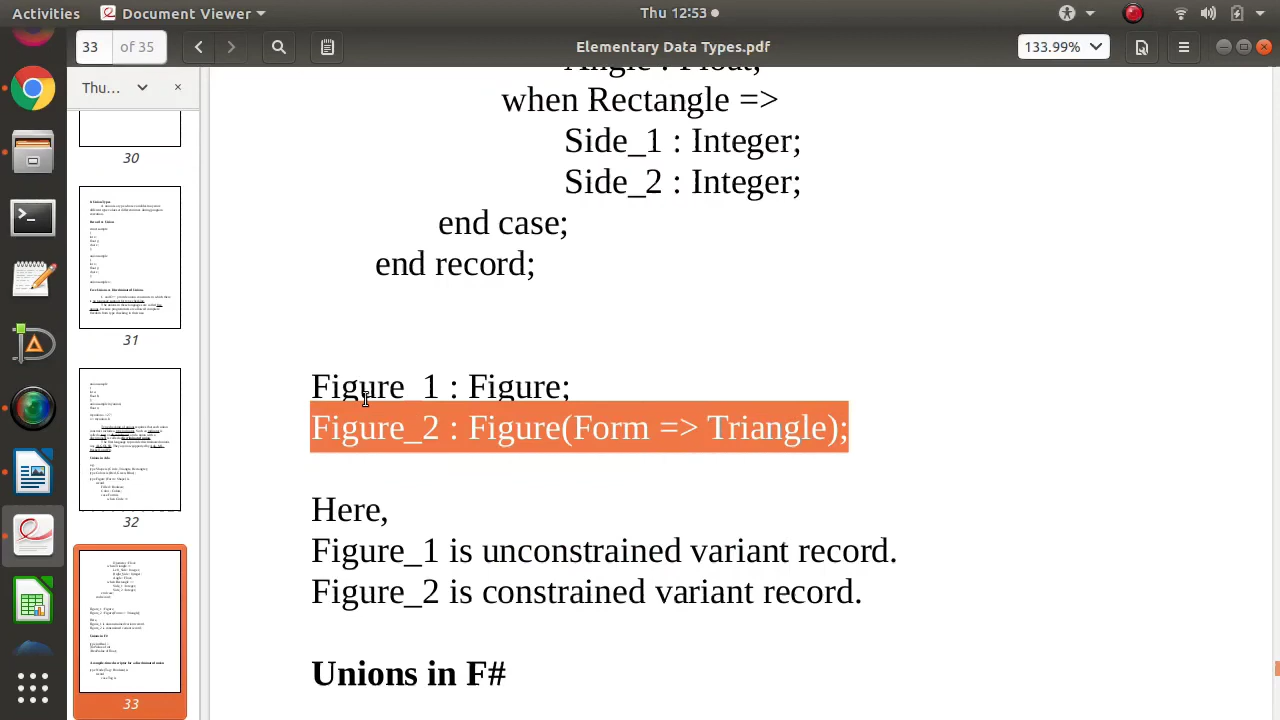 Activities Document Viewer Thu 12:53
33 of 35 Elementary Data Types.pdf 133.99%
Thu...
Angle : Float;
when Rectangle =>
Side_1 : Integer;
Side_2 : Integer;
end case;
end record;
Figure_1 : Figure;
Figure_2 : Figure(Form => Triangle);
Here,
Figure_1 is unconstrained variant record.
Figure_2 is constrained variant record.
Unions in F#
30
31
32
33